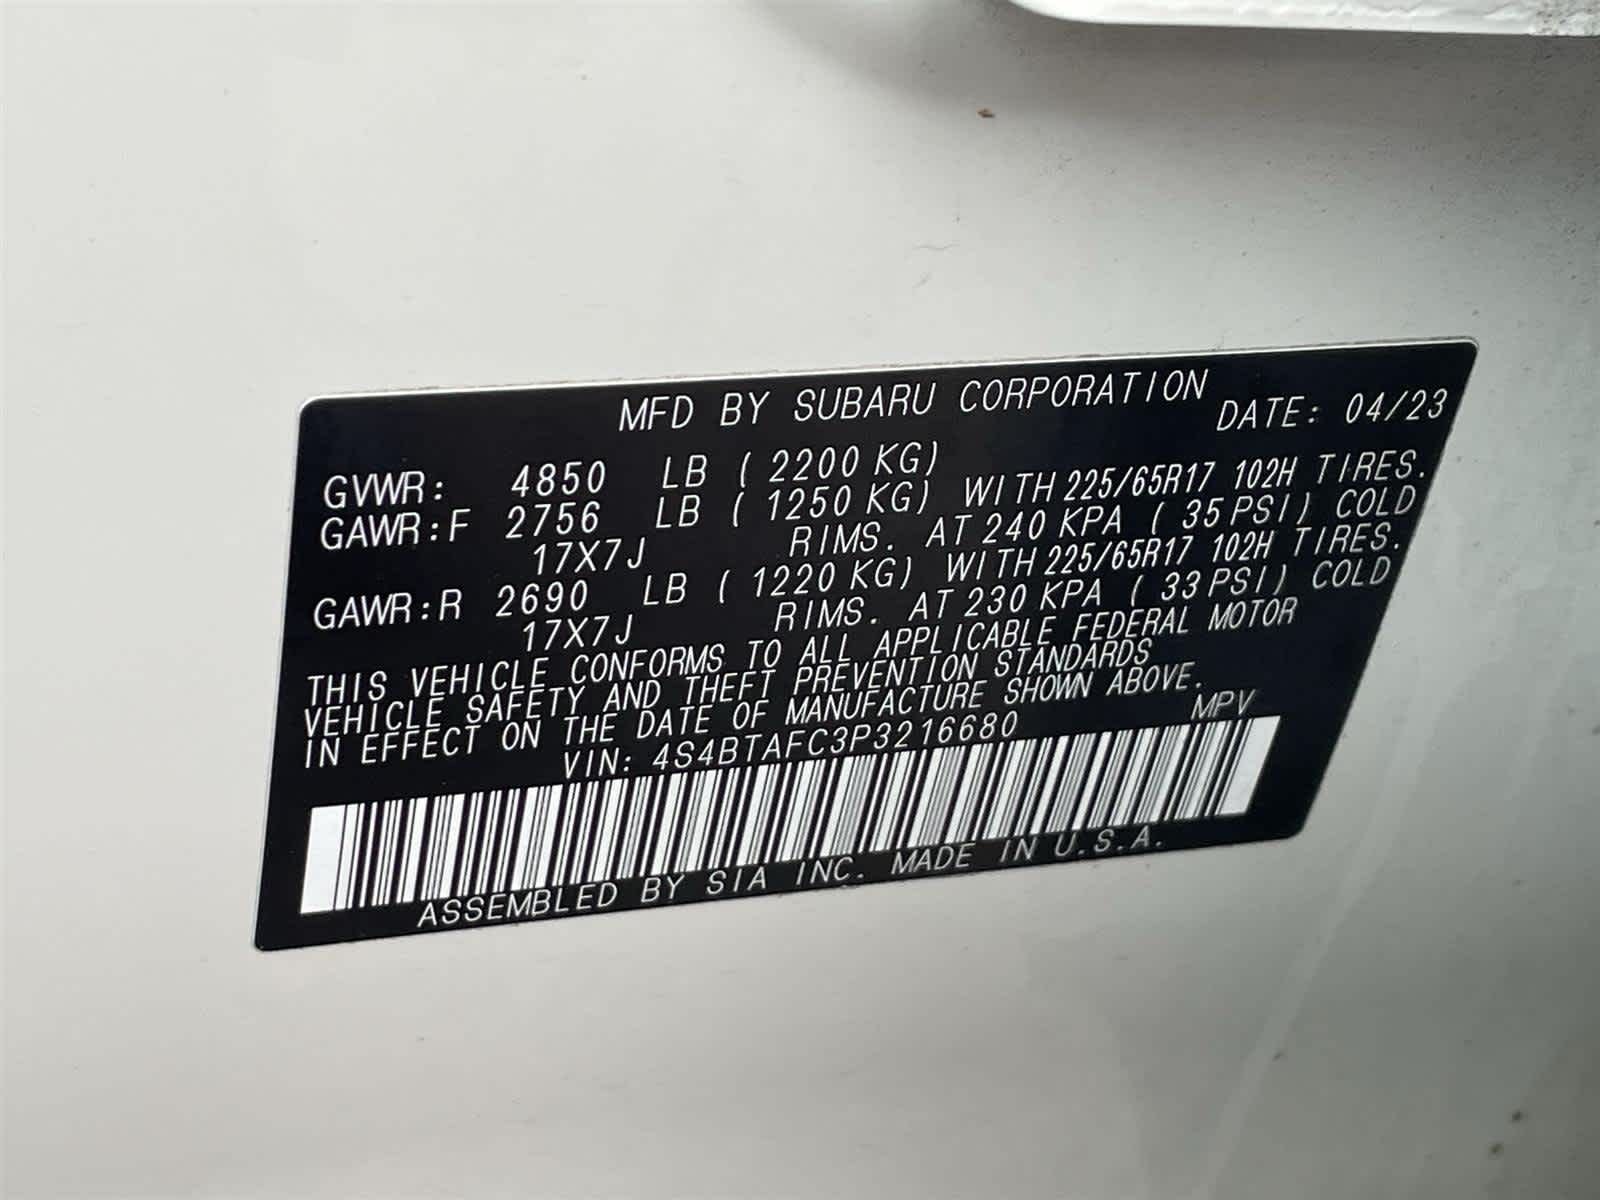 MFD BY SUBARU CORPORATION DATE: 04/23
GVWR: 4850 LB ( 2200 KG)
GAWR:F 2756 LB ( 1250 KG) WITH 225/65R17 102H TIRES.
17X7J RIMS. AT 240 KPA ( 35 PSI) COLD
GAWR:R 2690 LB ( 1220 KG) WITH 225/65R17 102H TIRES.
17X7J RIMS. AT 230 KPA ( 33 PSI) COLD
THIS VEHICLE CONFORMS TO ALL APPLICABLE FEDERAL MOTOR
VEHICLE SAFETY AND THEFT PREVENTION STANDARDS
IN EFFECT ON THE DATE OF MANUFACTURE SHOWN ABOVE.
VIN: 4S4BTAFC3P3216680 MPV
ASSEMBLED BY SIA INC. MADE IN U.S.A.